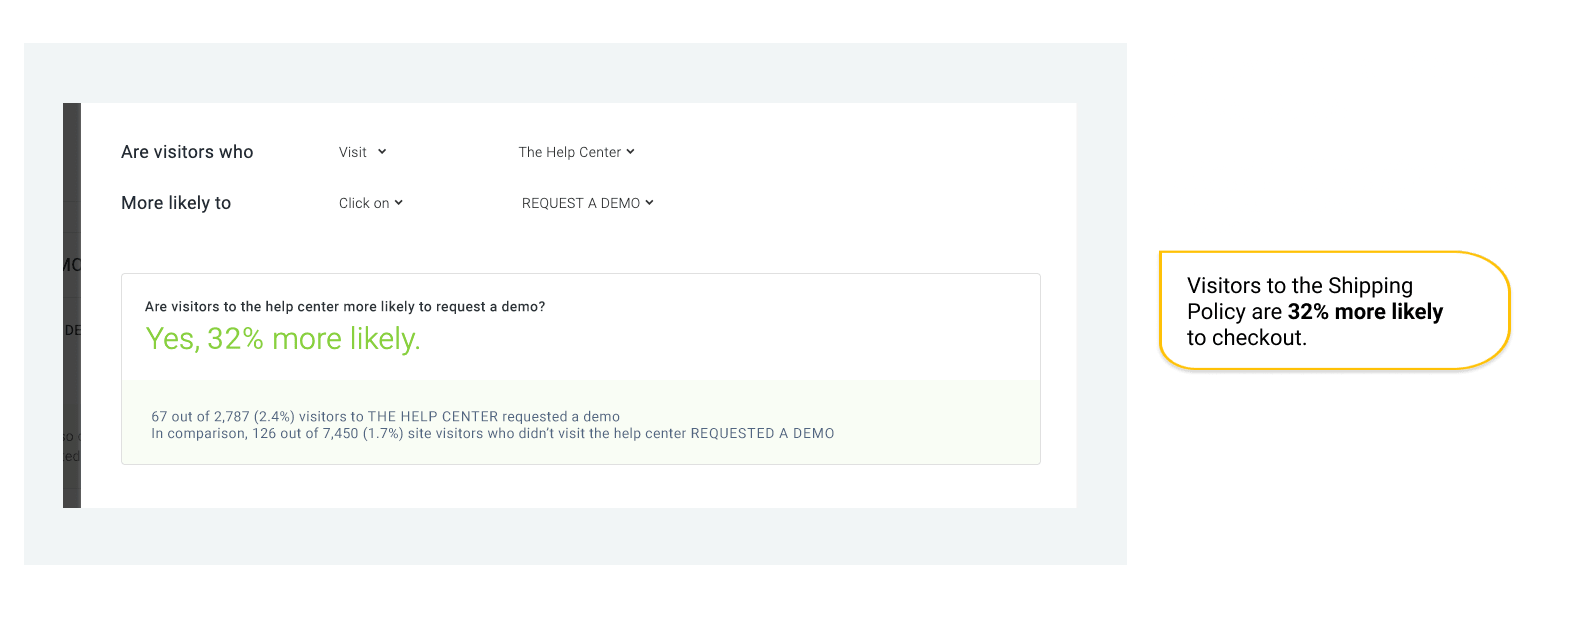 Are visitors who Visit The Help Center
More likely to Click on REQUEST A DEMO
Are visitors to the help center more likely to request a demo?
Yes, 32% more likely.
67 out of 2,787 (2.4%) visitors to THE HELP CENTER requested a demo
In comparison, 126 out of 7,450 (1.7%) site visitors who didn’t visit the help center REQUESTED A DEMO
Visitors to the Shipping
Policy are 32% more likely
to checkout.